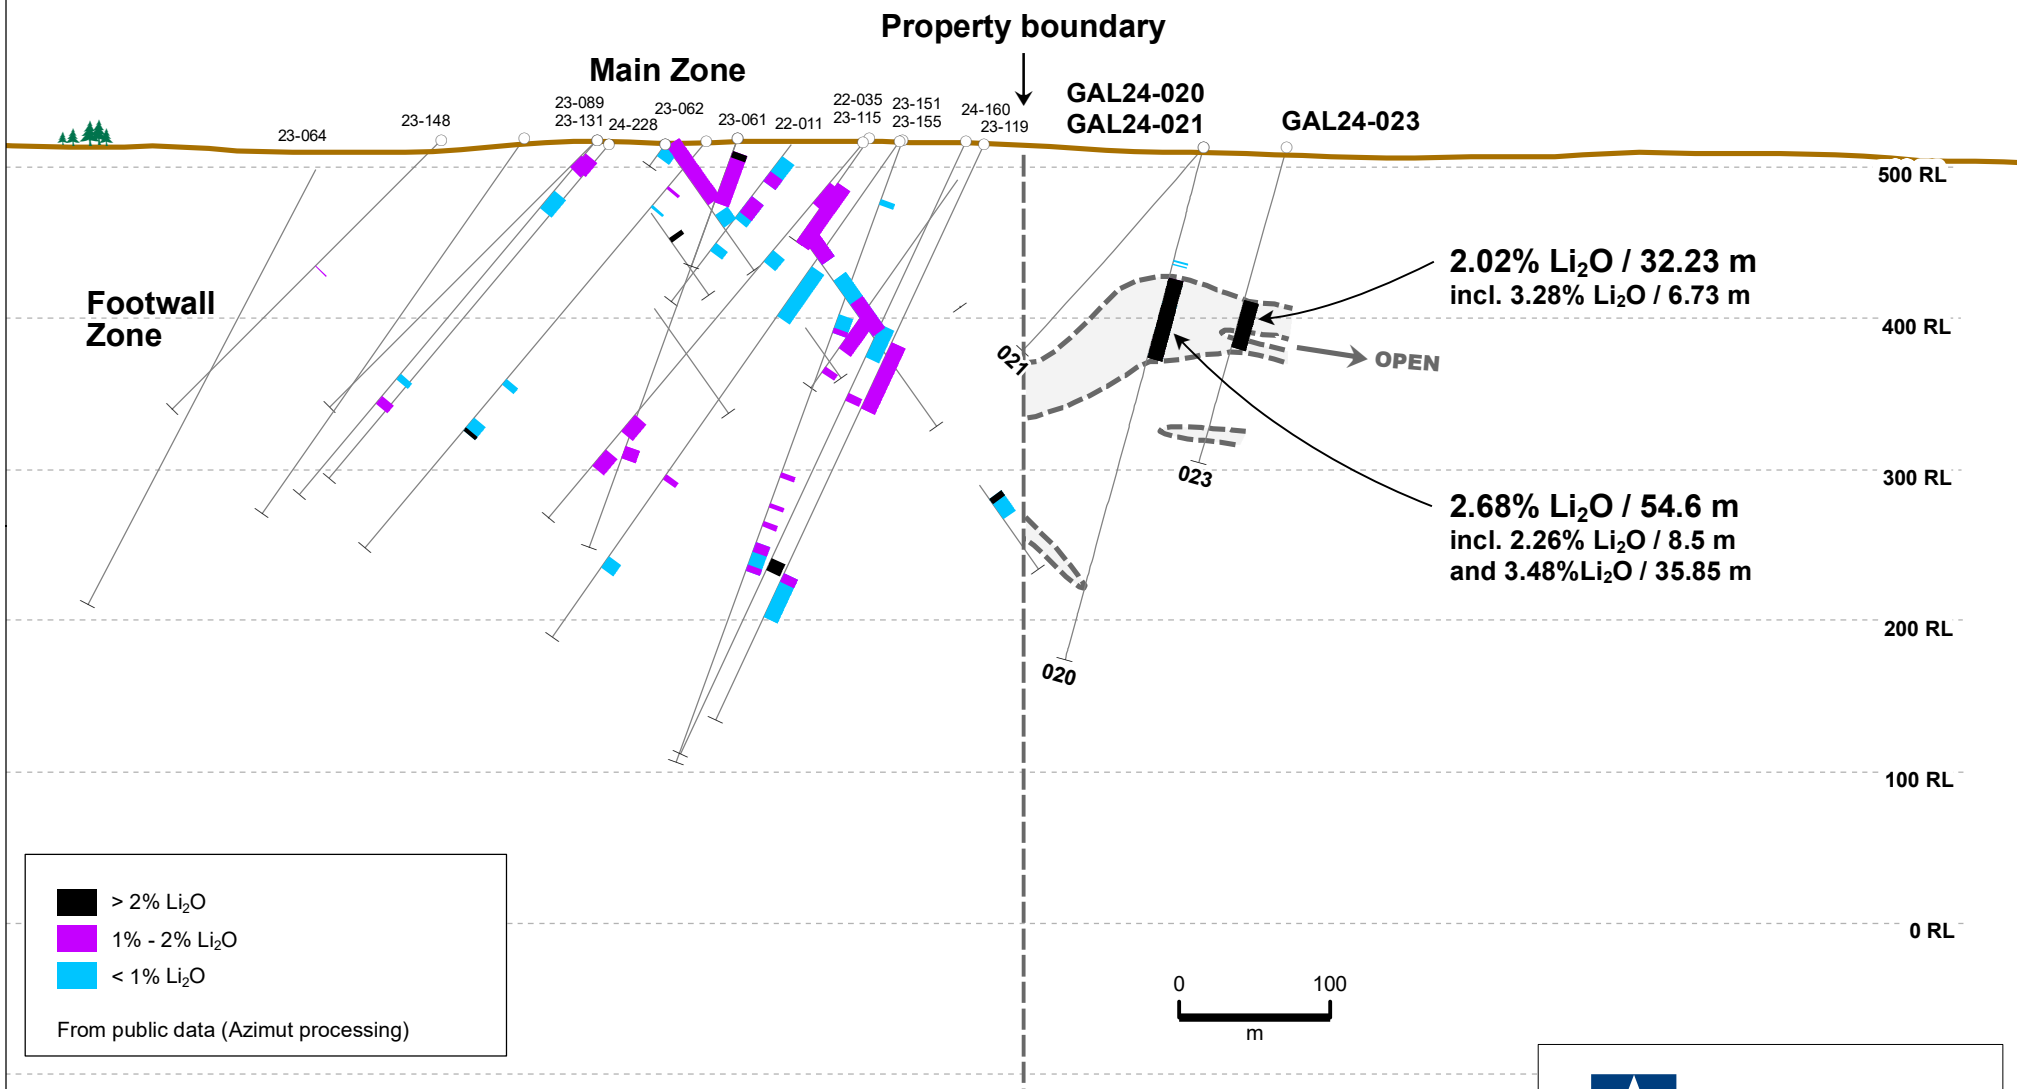 Property boundary
Main Zone
23-089
23-131
24-228
23-062
23-061
22-011
22-035
23-115
23-151
23-155
24-160
23-119
23-064
23-148
GAL24-020
GAL24-021
GAL24-023
500 RL
2.02% Li₂O / 32.23 m
incl. 3.28% Li₂O / 6.73 m
Footwall
Zone
400 RL
021
OPEN
023
300 RL
2.68% Li₂O / 54.6 m
incl. 2.26% Li₂O / 8.5 m
and 3.48%Li₂O / 35.85 m
200 RL
020
100 RL
0 RL
> 2% Li₂O
1% - 2% Li₂O
< 1% Li₂O
From public data (Azimut processing)
0 100
m